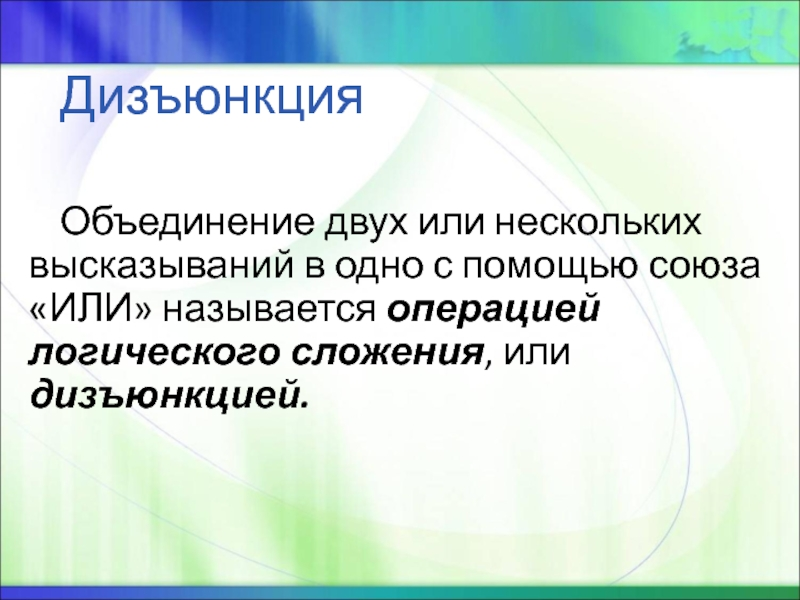 Дизъюнкция
Объединение двух или нескольких
высказываний в одно с помощью союза
«ИЛИ» называется операцией
логического сложения, или
дизъюнкцией.